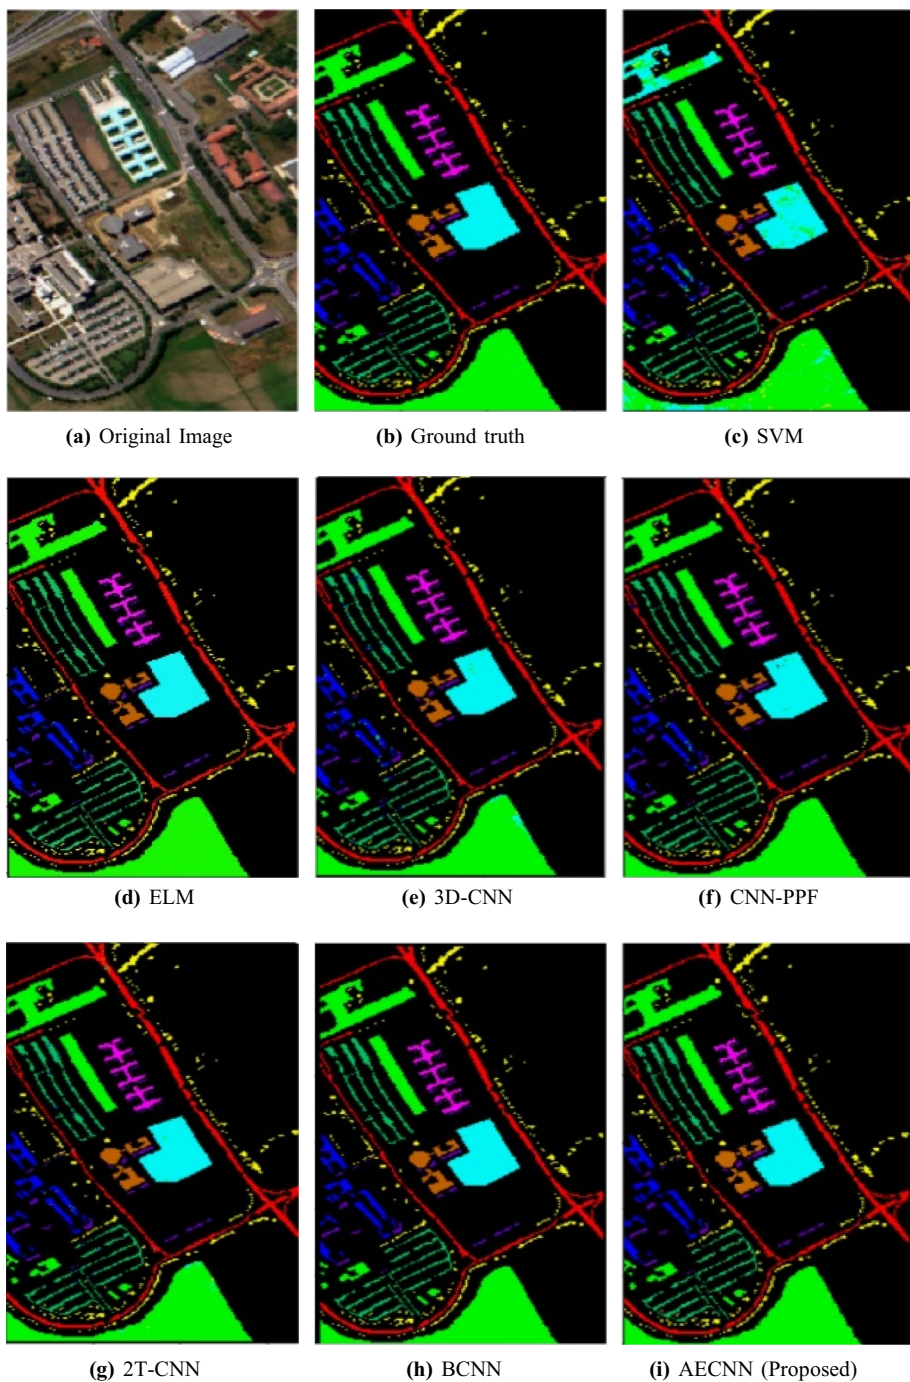 (a) Original Image
(b) Ground truth
(c) SVM
(d) ELM
(e) 3D-CNN
(f) CNN-PPF
(g) 2T-CNN
(h) BCNN
(i) AECNN (Proposed)